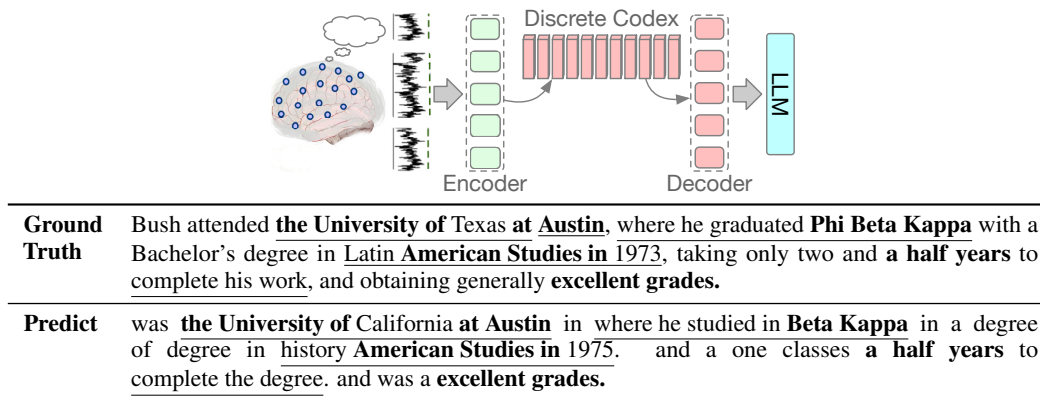 Discrete Codex
LLM
Encoder
Decoder
Ground Truth
Bush attended the University of Texas at Austin, where he graduated Phi Beta Kappa with a
Bachelor's degree in Latin American Studies in 1973, taking only two and a half years to
complete his work, and obtaining generally excellent grades.
Predict
was the University of California at Austin in where he studied in Beta Kappa in a degree
of degree in history American Studies in 1975. and a one classes a half years to
complete the degree. and was a excellent grades.